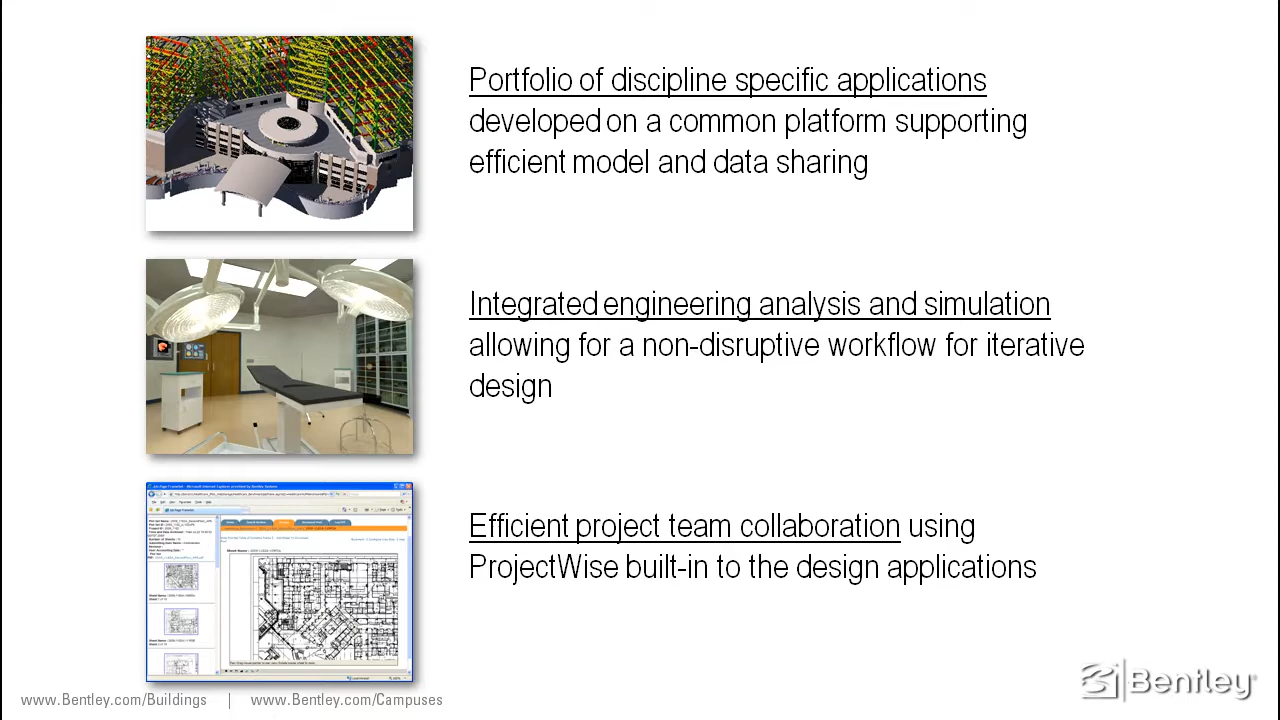 Portfolio of discipline specific applications
developed on a common platform supporting
efficient model and data sharing
Integrated engineering analysis and simulation
allowing for a non-disruptive workflow for iterative
design
Efficient project team collaboration using
ProjectWise built-in to the design applications
www.Bentley.com/Buildings | www.Bentley.com/Campuses
Bentley®